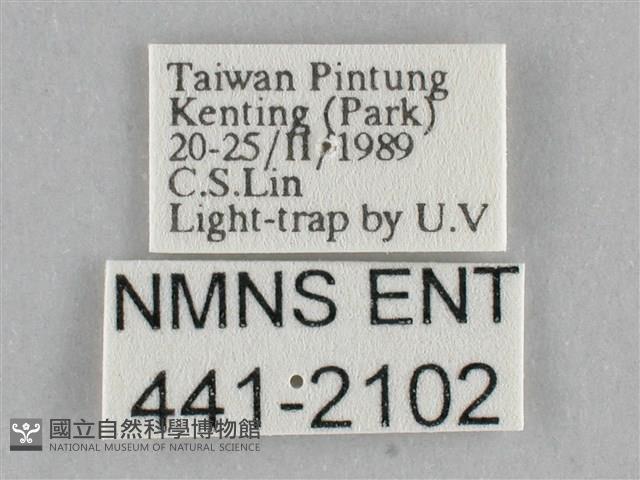 Taiwan Pintung
Kenting (Park)
20-25/II,1989
C.S.Lin
Light-trap by U.V
NMNS ENT
441-2102
國立自然科學博物館
NATIONAL MUSEUM OF NATURAL SCIENCE